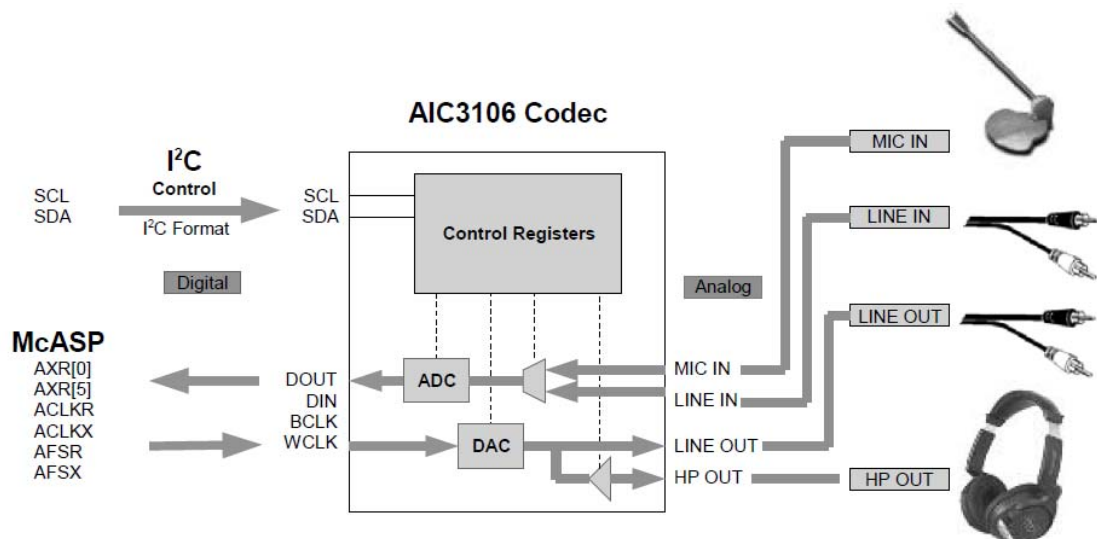 AIC3106 Codec
I²C
Control
SCL
SDA
I²C Format
SCL
SDA
Control Registers
Digital
Analog
MIC IN
LINE IN
LINE OUT
HP OUT
McASP
AXR[0]
AXR[5]
ACLKR
ACLKX
AFSR
AFSX
DOUT
DIN
BCLK
WCLK
ADC
DAC
MIC IN
LINE IN
LINE OUT
HP OUT